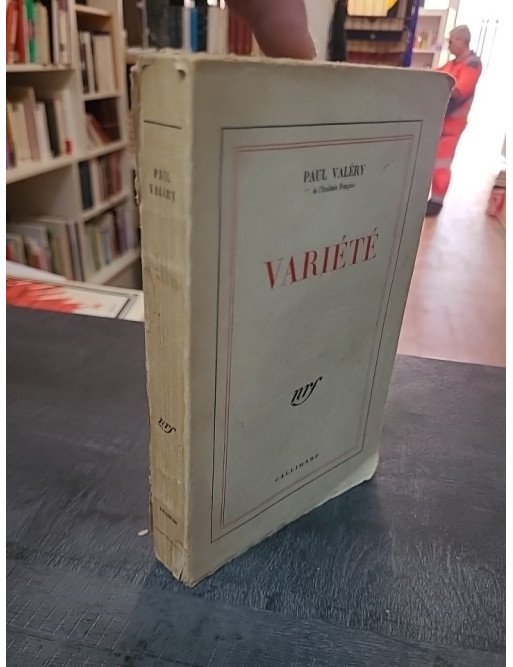 PAUL VALÉRY
de l'Académie Française
VARIÉTÉ
nrf
GALLIMARD
PAUL
VALÉRY
nrf